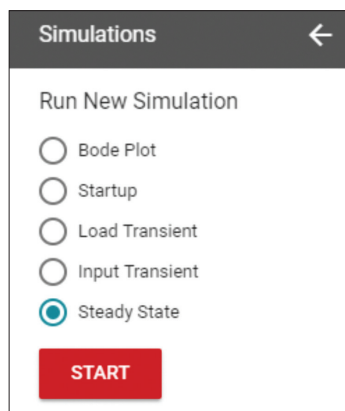 Simulations
Run New Simulation
Bode Plot
Startup
Load Transient
Input Transient
Steady State
START